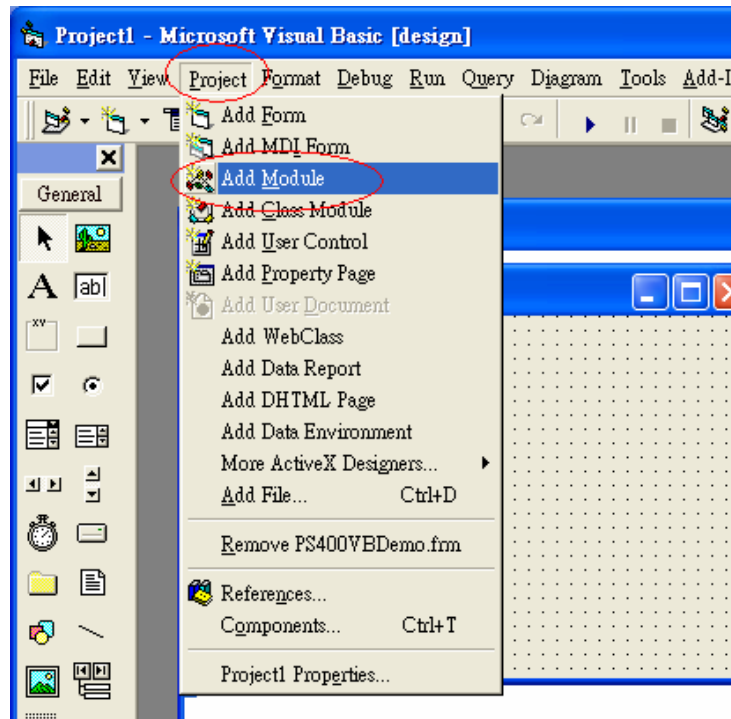 Project1 - Microsoft Visual Basic [design]
File Edit View Project Format Debug Run Query Diagram Tools Add-I
General
A ab|
xv
Add Form
Add MDI Form
Add Module
Add Class Module
Add User Control
Add Property Page
Add User Document
Add WebClass
Add Data Report
Add DHTML Page
Add Data Environment
More ActiveX Designers...
Add File... Ctrl+D
Remove PS400VBDemo.frm
References...
Components... Ctrl+T
Project1 Properties...